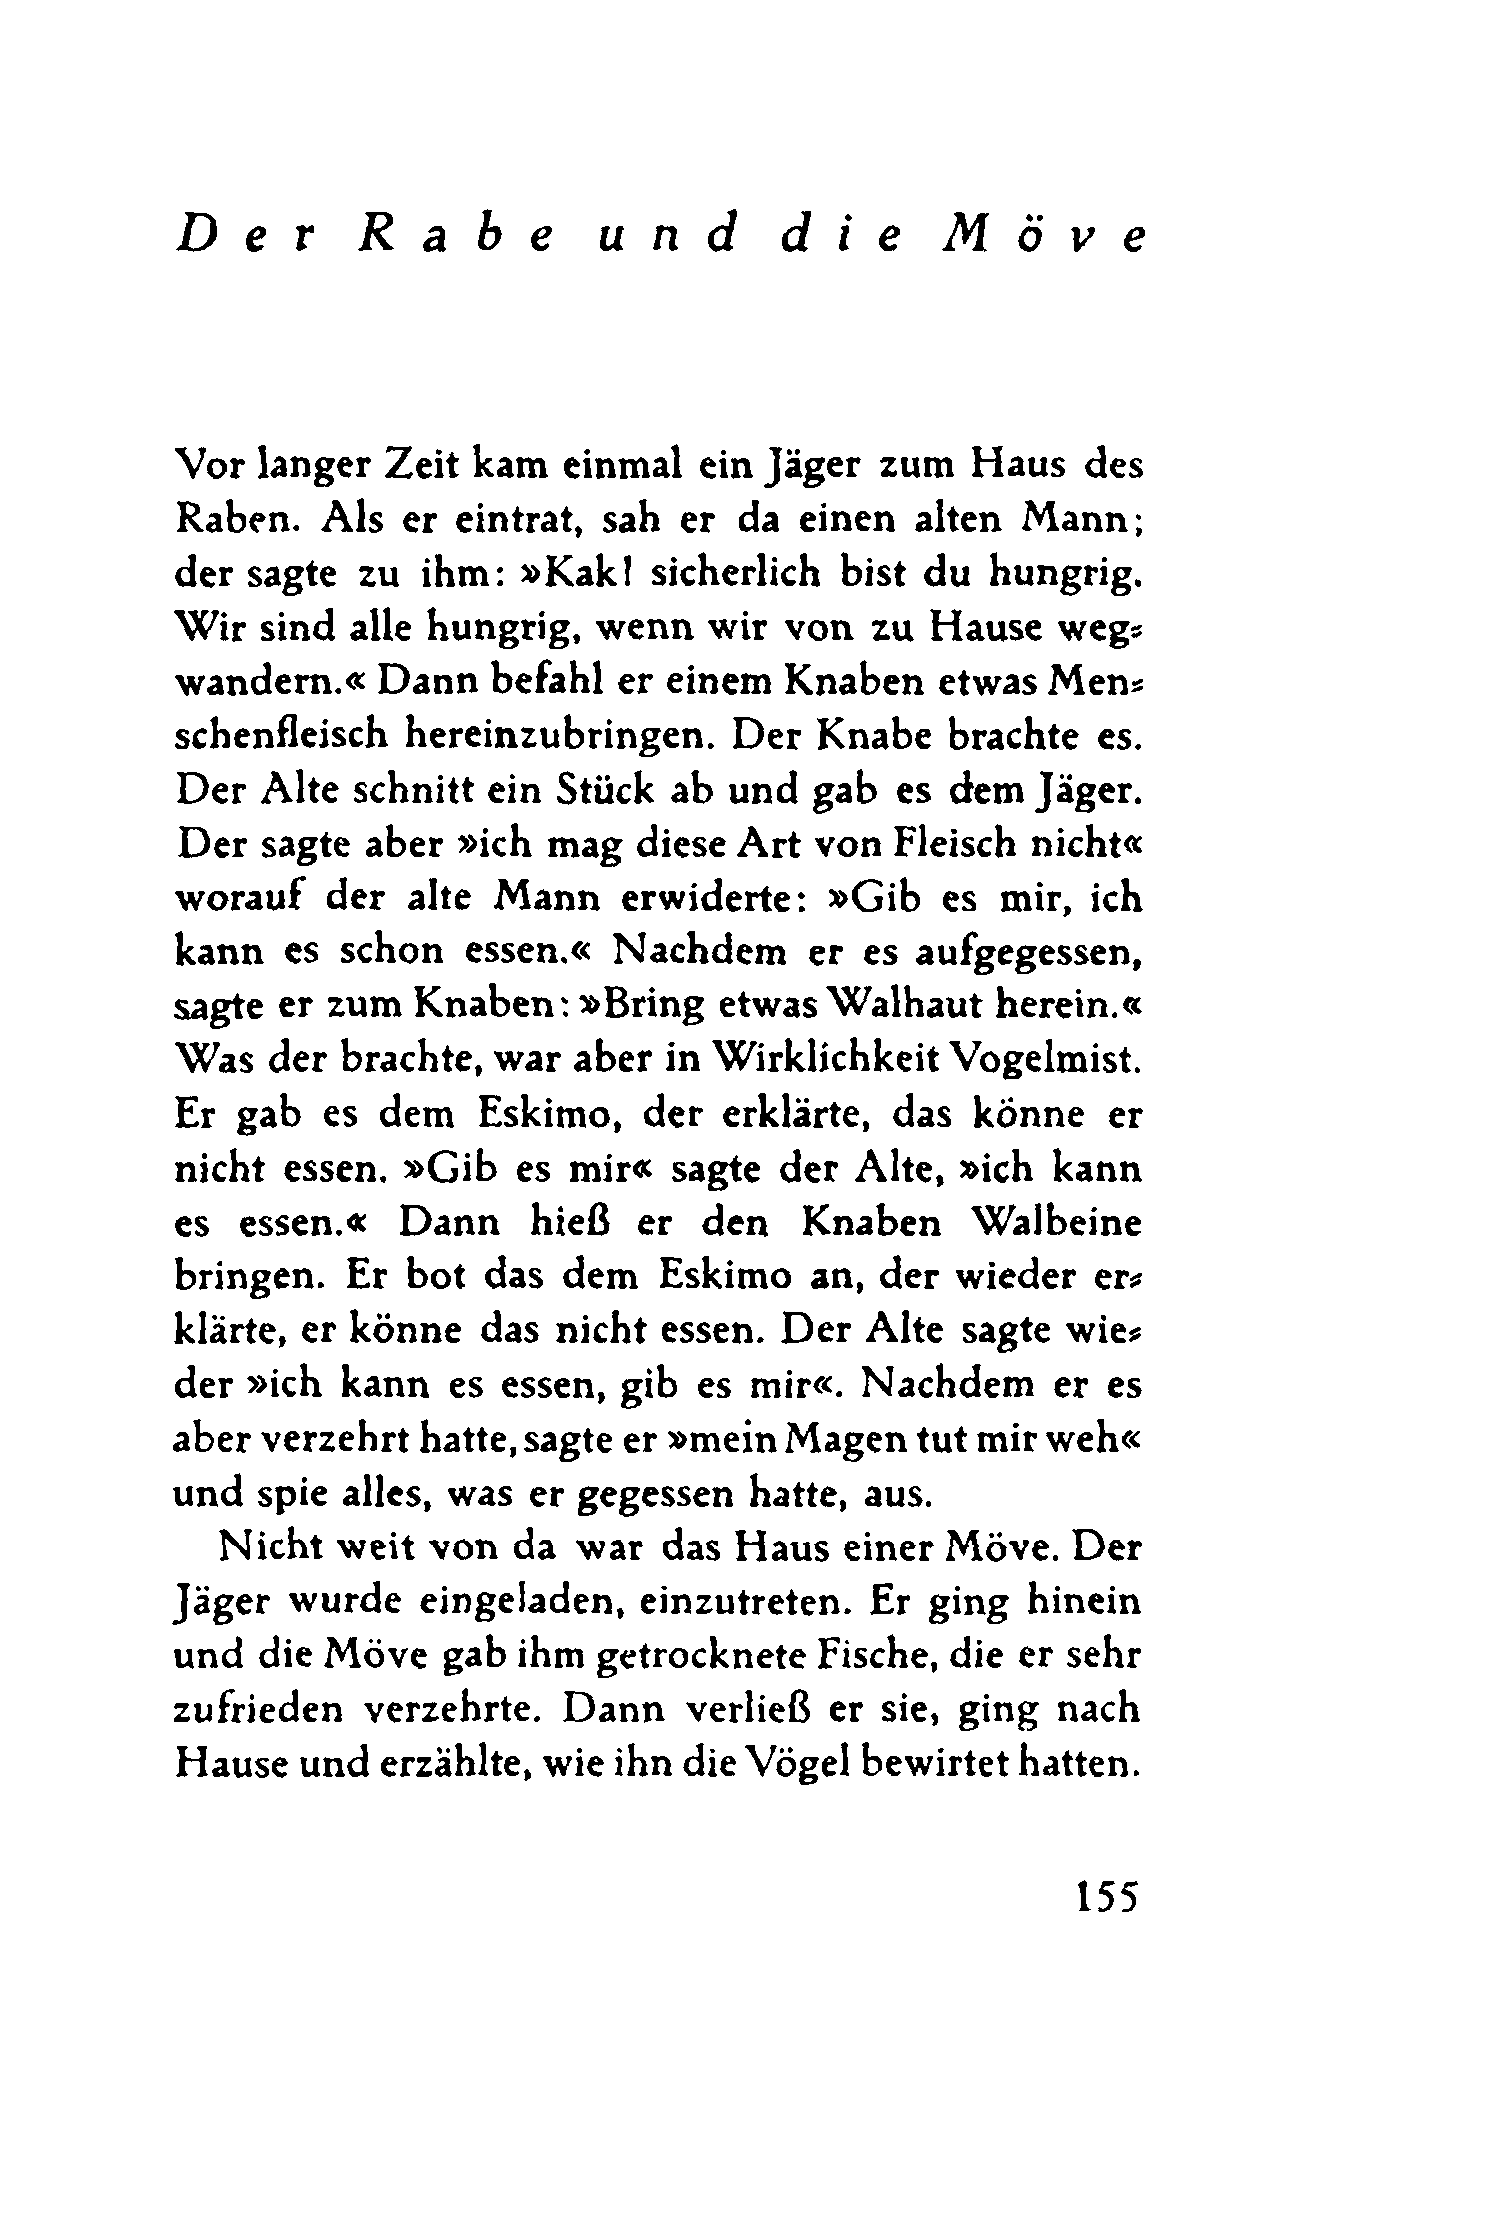 Der Rabe und die Möve
Vor langer Zeit kam einmal ein Jäger zum Haus des
Raben. Als er eintrat, sah er da einen alten Mann;
der sagte zu ihm: »Kak! sicherlich bist du hungrig.
Wir sind alle hungrig, wenn wir von zu Hause weg-
wandern.« Dann befahl er einem Knaben etwas Men-
schenfleisch hereinzubringen. Der Knabe brachte es.
Der Alte schnitt ein Stück ab und gab es dem Jäger.
Der sagte aber »ich mag diese Art von Fleisch nicht«
worauf der alte Mann erwiderte: »Gib es mir, ich
kann es schon essen.« Nachdem er es aufgegessen,
sagte er zum Knaben: »Bring etwas Walhaut herein.«
Was der brachte, war aber in Wirklichkeit Vogelmist.
Er gab es dem Eskimo, der erklärte, das könne er
nicht essen. »Gib es mir« sagte der Alte, »ich kann
es essen.« Dann hieß er den Knaben Walbeine
bringen. Er bot das dem Eskimo an, der wieder er-
klärte, er könne das nicht essen. Der Alte sagte wie-
der »ich kann es essen, gib es mir«. Nachdem er es
aber verzehrt hatte, sagte er »mein Magen tut mir weh«
und spie alles, was er gegessen hatte, aus.
Nicht weit von da war das Haus einer Möve. Der
Jäger wurde eingeladen, einzutreten. Er ging hinein
und die Möve gab ihm getrocknete Fische, die er sehr
zufrieden verzehrte. Dann verließ er sie, ging nach
Hause und erzählte, wie ihn die Vögel bewirtet hatten.
155